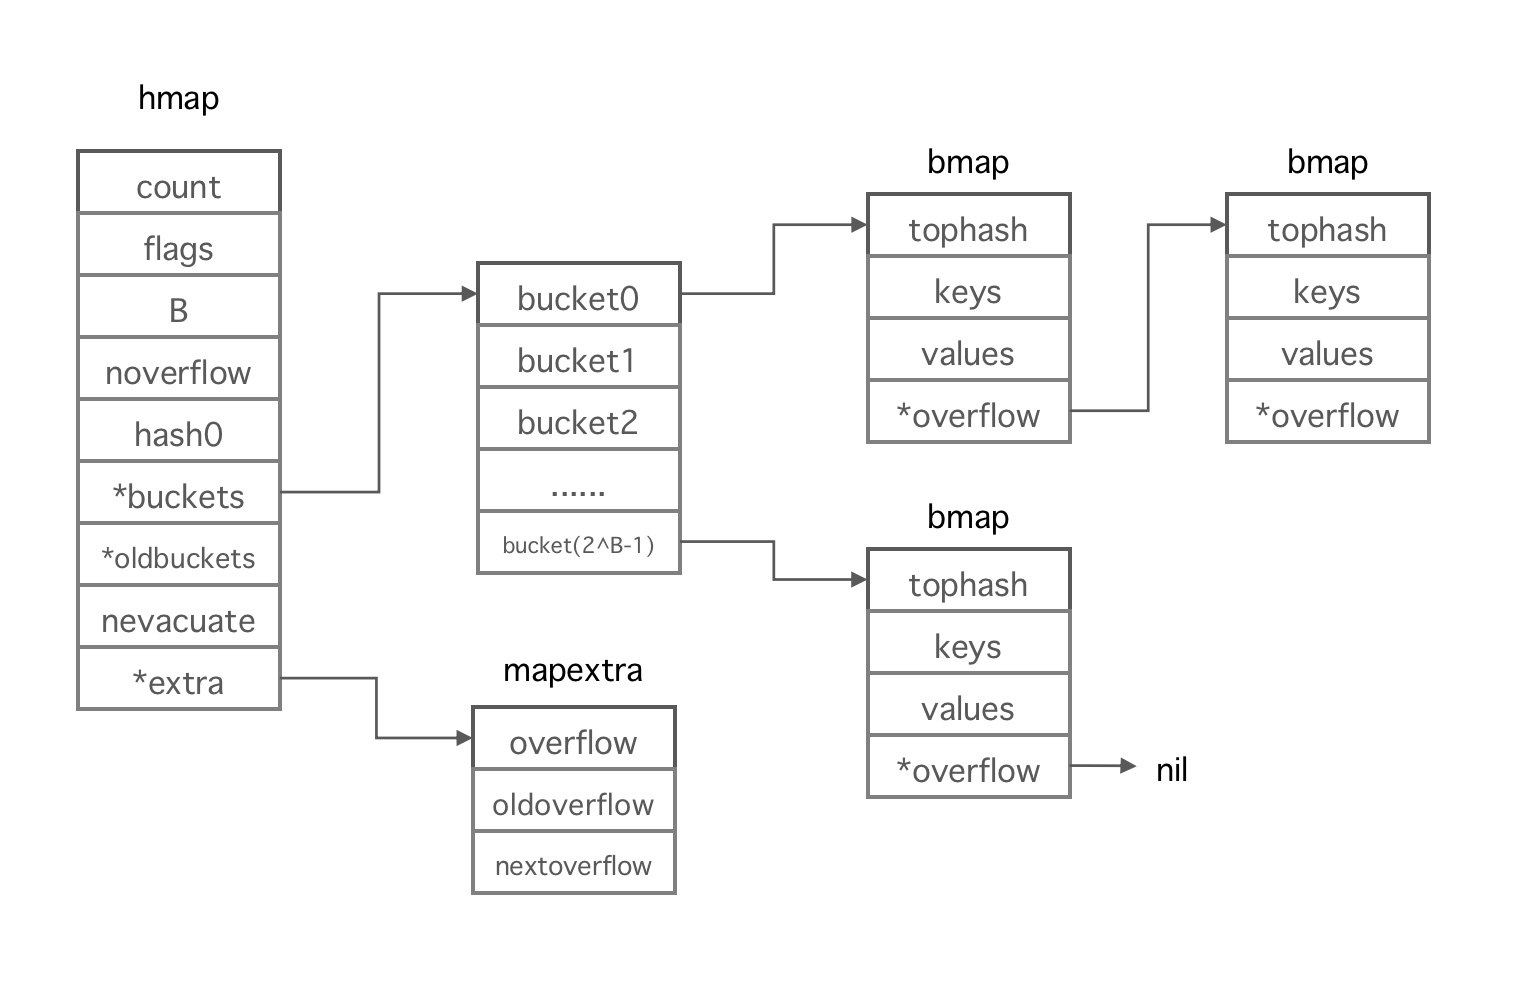 hmap
count
flags
B
noverflow
hash0
*buckets
*oldbuckets
nevacuate
*extra
bucket0
bucket1
bucket2
......
bucket(2^B-1)
mapextra
overflow
oldoverflow
nextoverflow
bmap
tophash
keys
values
*overflow
bmap
tophash
keys
values
*overflow
bmap
tophash
keys
values
*overflow
nil